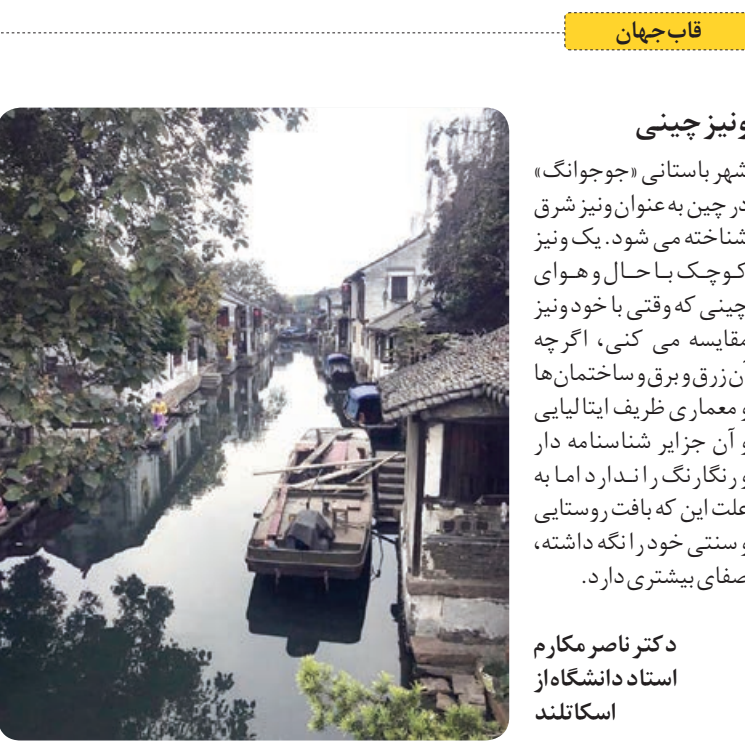 قاب جهان
ونیز چینی
شهر باستانی «جوجوانگ»
در چین به عنوان ونیز شرق
شناخته می شود. یک ونیز
کوچک با حال و هوای
چینی که وقتی با خود ونیز
مقایسه می کنی، اگرچه
آن زرق و برق و ساختمان ها
و معماری ظریف ایتالیایی
و آن جزایر شناسنامه دار
و رنگارنگ را ندارد اما به
علت این که بافت روستایی
و سنتی خود را نگه داشته،
صفای بیشتری دارد.
دکتر ناصر مکارم
استاد دانشگاه از
اسکاتلند